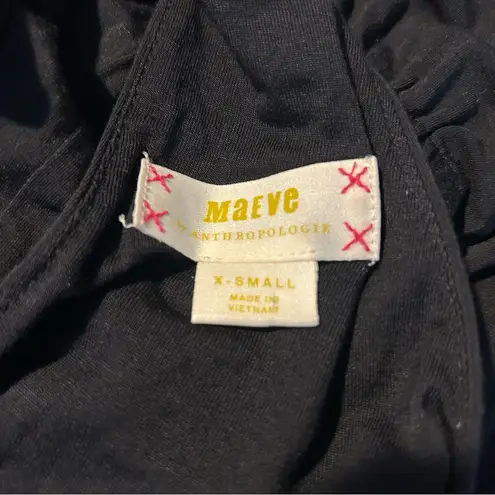 MaEve
BY ANTHROPOLOGIE
X-SMALL
MADE IN
VIETNAM